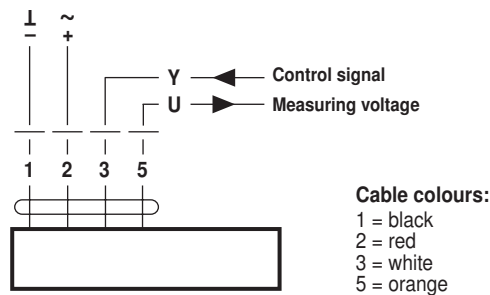 ⊥ ~
– +
Y Control signal
U Measuring voltage
1 2 3 5
Cable colours:
1 = black
2 = red
3 = white
5 = orange